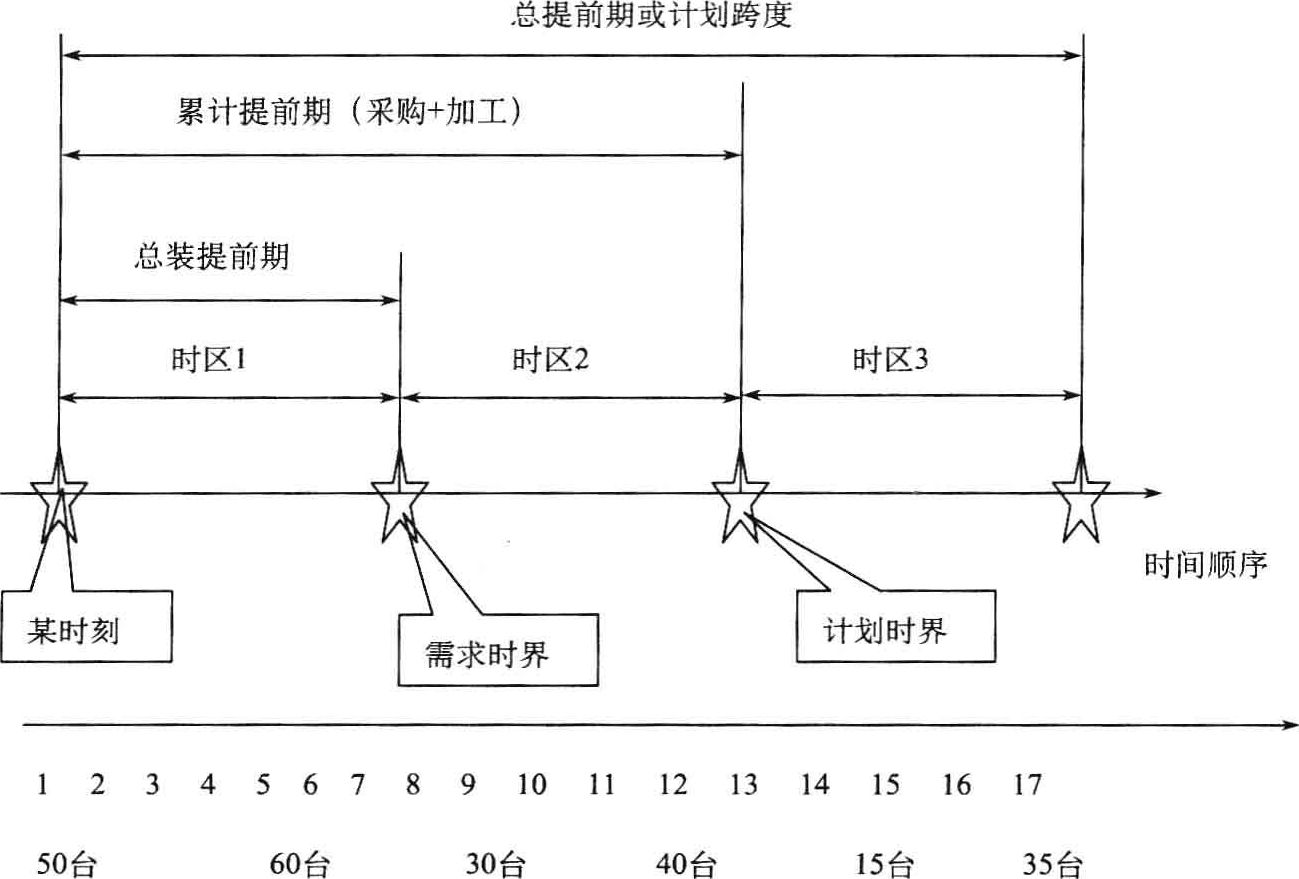 总提前期或计划跨度
累计提前期（采购+加工）
总装提前期
时区1 时区2 时区3
时间顺序
某时刻 需求时界 计划时界
1 2 3 4 5 6 7 8 9 10 11 12 13 14 15 16 17
50台 60台 30台 40台 15台 35台